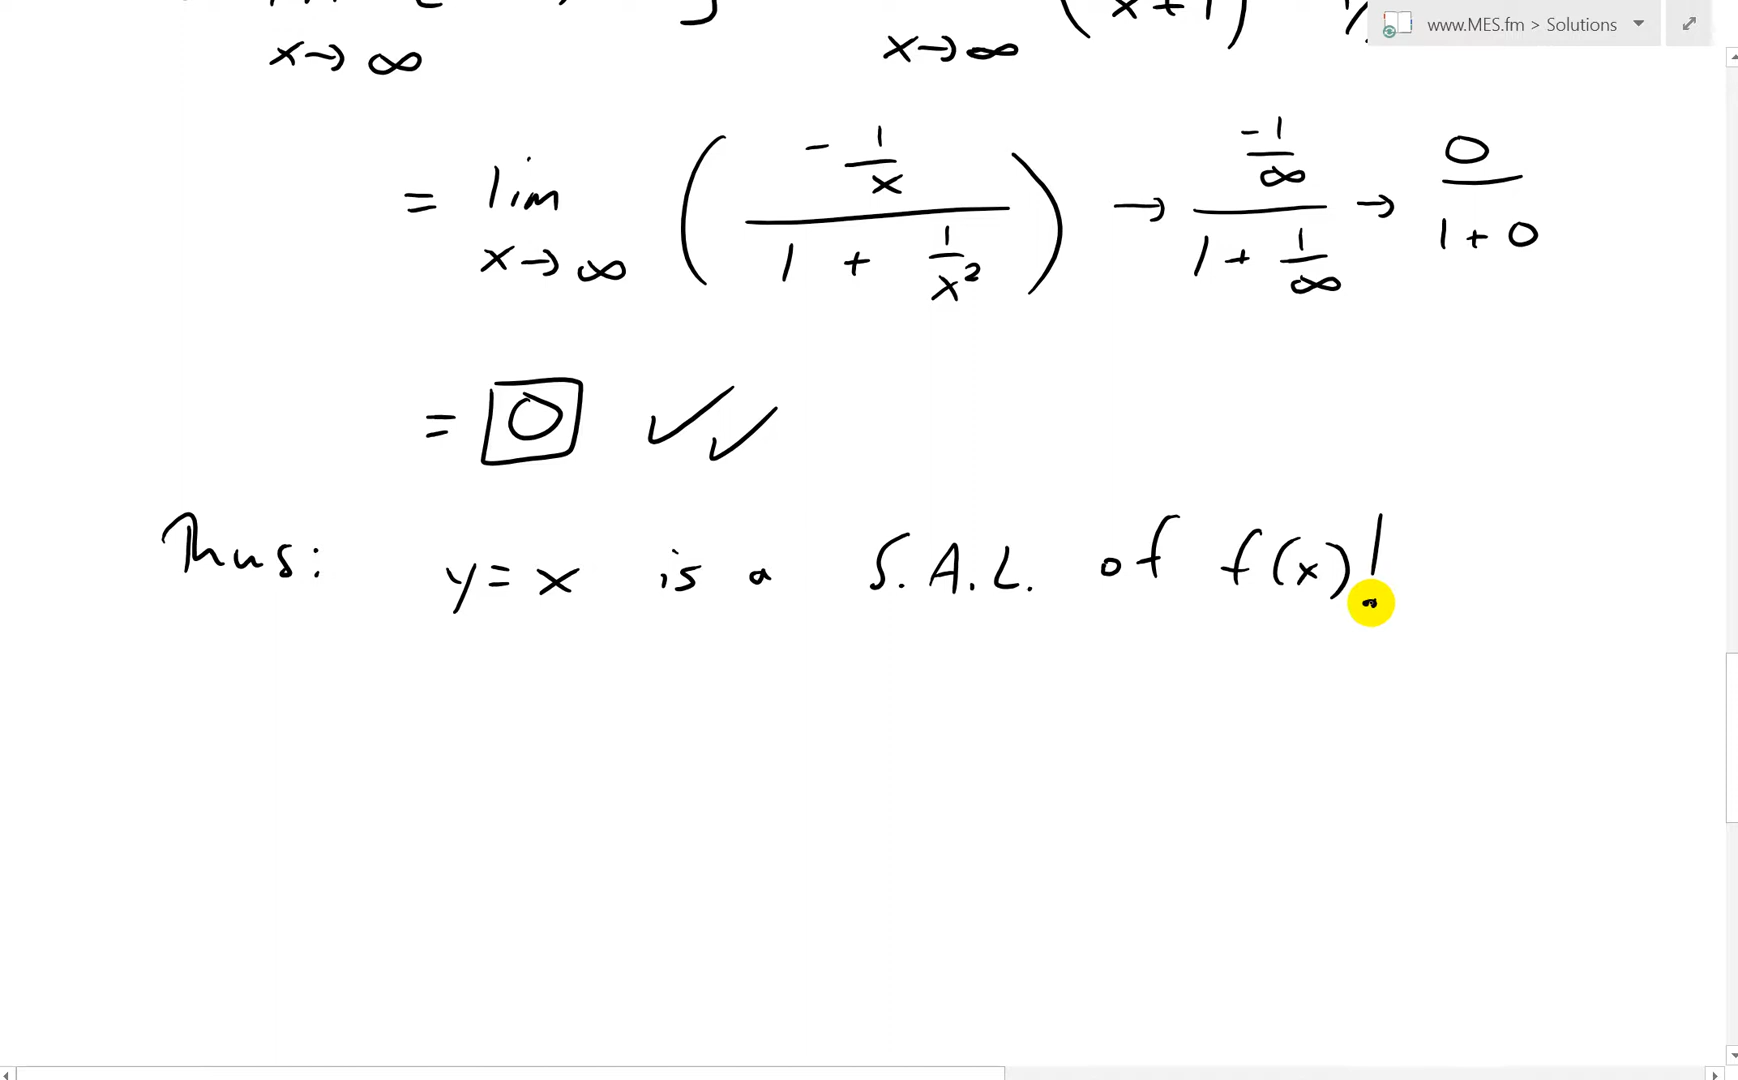 x→∞ x→∞ (x+1)
www.MES.fm > Solutions
= lim x→∞ ( (-1/x) / (1 + 1/x²) ) → (-1/∞) / (1 + 1/∞) → 0 / (1 + 0)
= 0 ✓✓
Thus: y = x is a S.A.L. of f(x)!